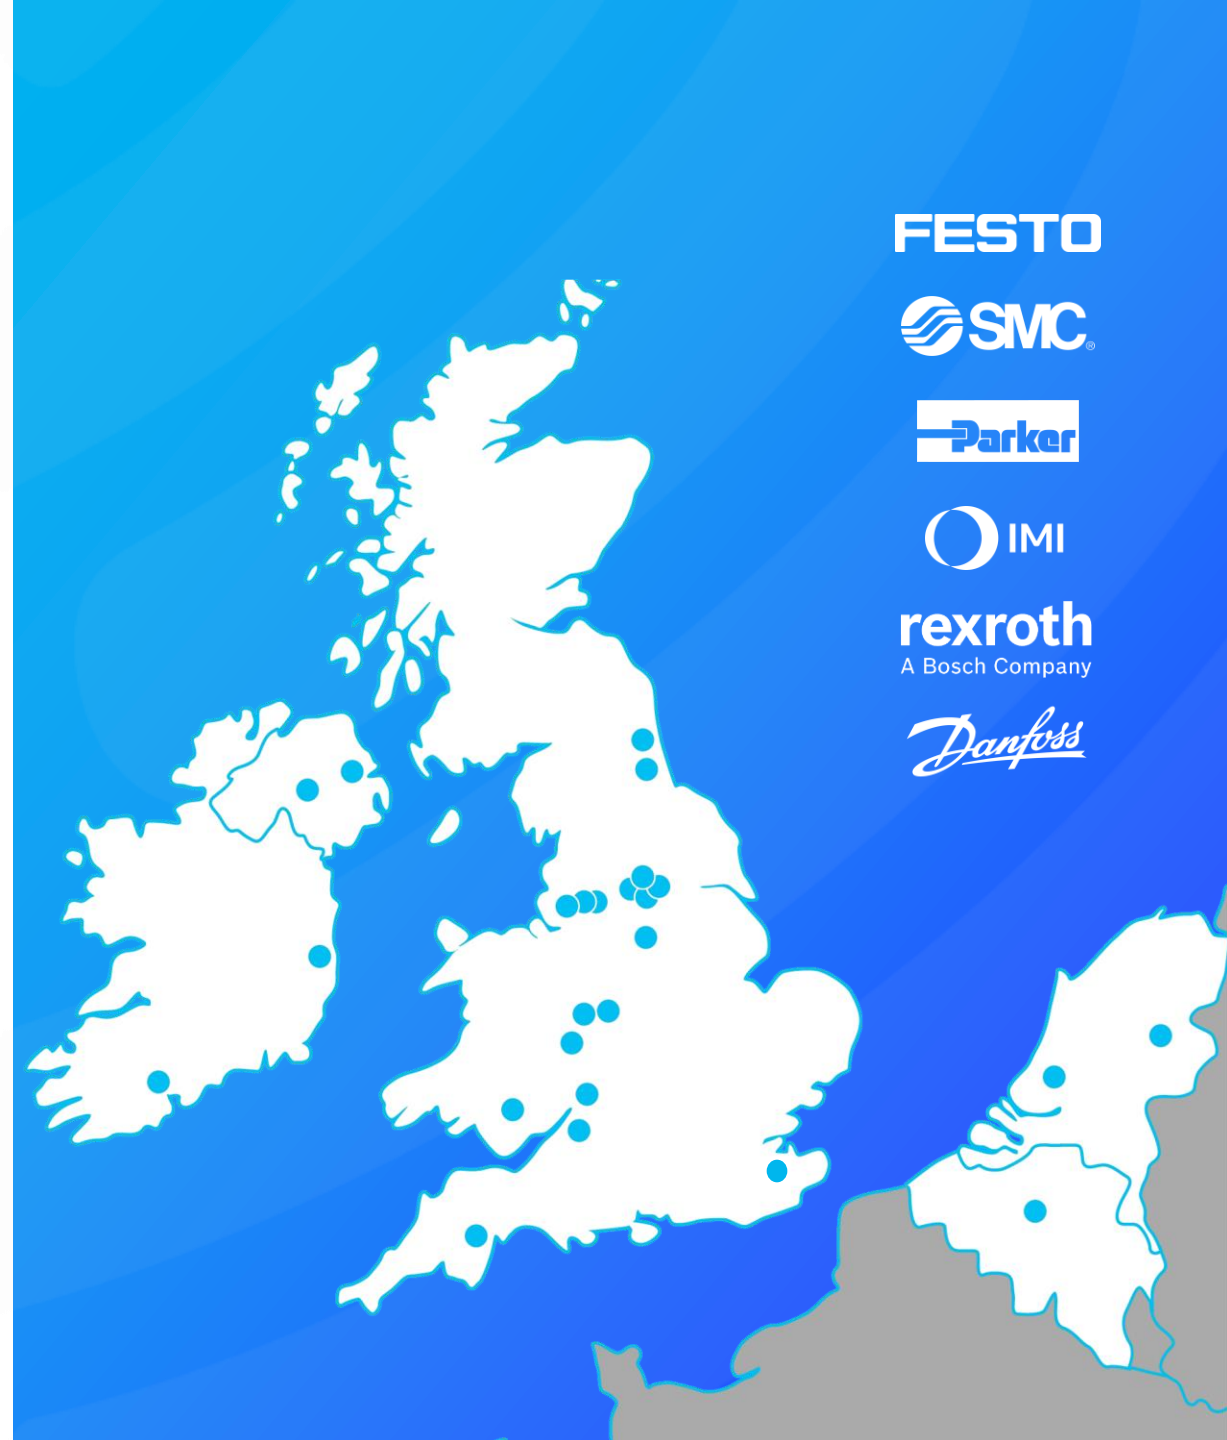 FESTO
SMC®
Parker
IMI
rexroth
A Bosch Company
Danfoss